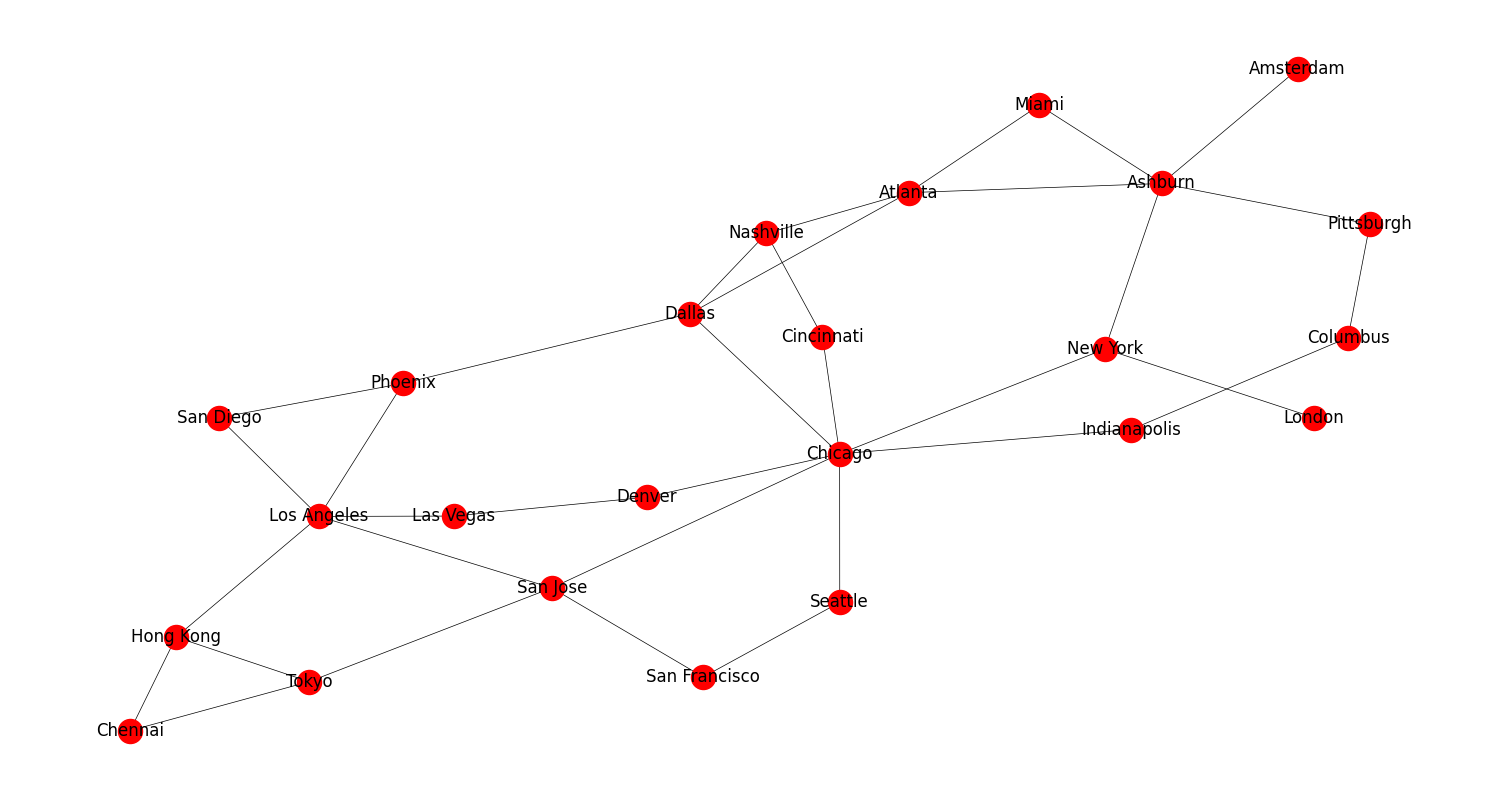 Amsterdam
Miami
Ashburn
Atlanta
Pittsburgh
Nashville
Dallas
Cincinnati
Columbus
New York
Phoenix
San Diego
London
Indianapolis
Chicago
Denver
Los Angeles
Las Vegas
San Jose
Seattle
Hong Kong
San Francisco
Tokyo
Chennai